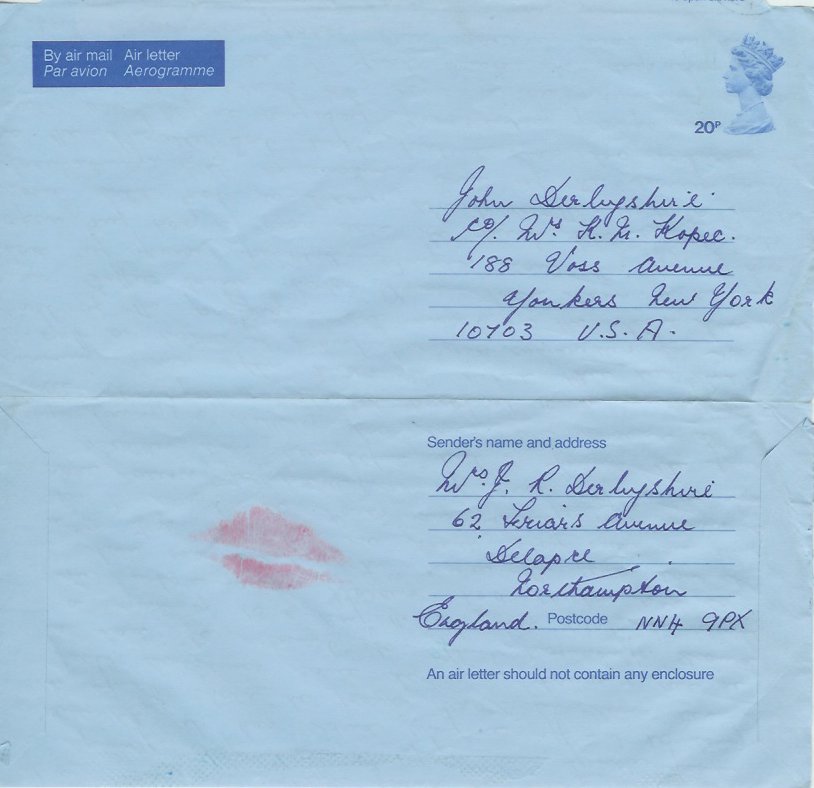 By air mail Air letter
Par avion Aerogramme
20P
John Derbyshire
c/o. Mrs K. M. Kopec.
188 Voss Avenue
Yonkers New York
10703 U.S.A.
Sender's name and address
Mrs. J. R. Derbyshire
62 Friars Avenue
Delapre
Northampton
England. Postcode NN4 9PX
An air letter should not contain any enclosure